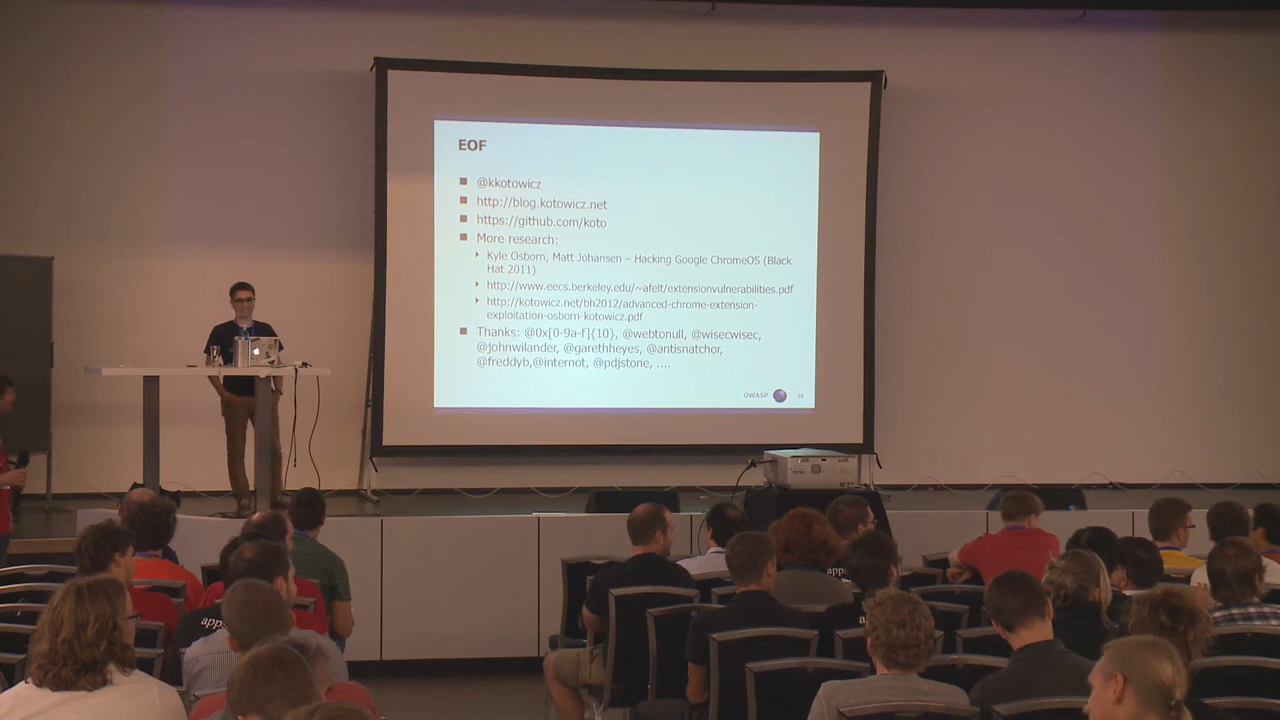 EOF
@kkotowicz
http://blog.kotowicz.net
https://github.com/koto
More research:
Kyle Osborn, Matt Johansen – Hacking Google ChromeOS (Black
Hat 2011)
http://www.eecs.berkeley.edu/~afelt/extensionvulnerabilities.pdf
http://kotowicz.net/bh2012/advanced-chrome-extension-
exploitation-osborn-kotowicz.pdf
Thanks: @0x[0-9a-f]{10}, @webtonull, @wisecwisec,
@johnwilander, @garethheyes, @antisnatchor,
@freddyb,@internot, @pdjstone, ....
OWASP